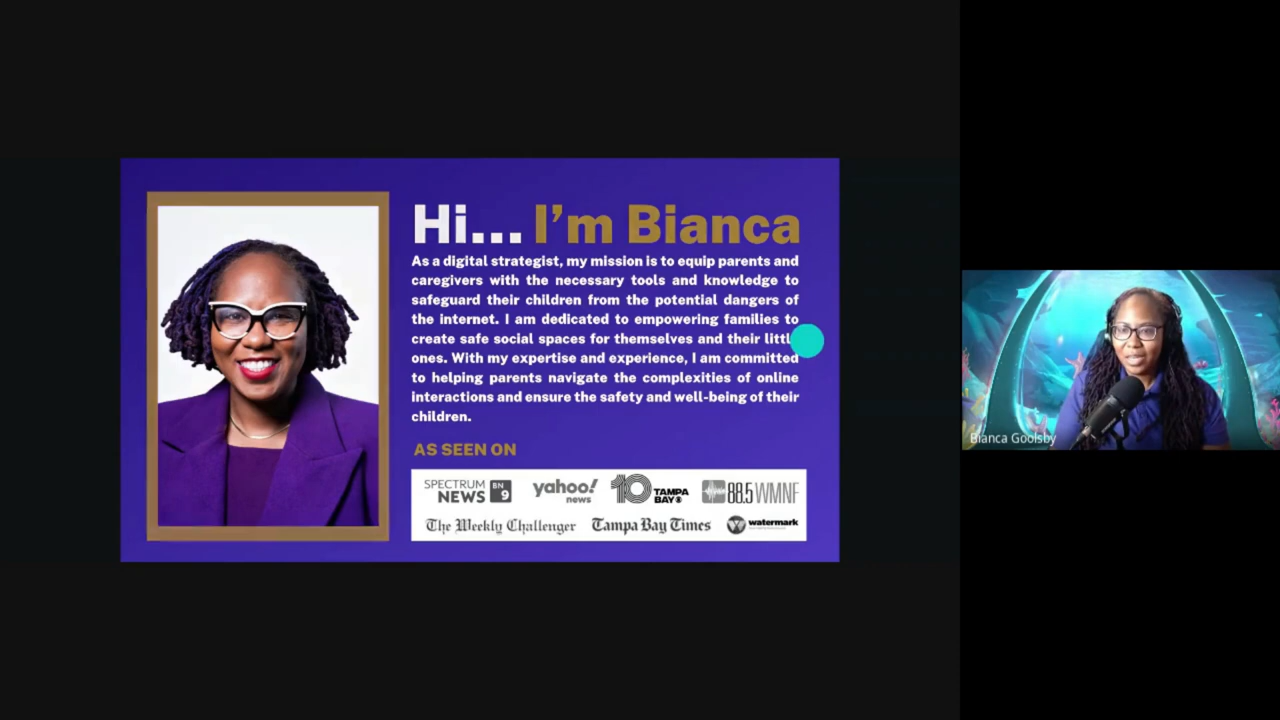 Hi... I'm Bianca
As a digital strategist, my mission is to equip parents and
caregivers with the necessary tools and knowledge to
safeguard their children from the potential dangers of
the internet. I am dedicated to empowering families to
create safe social spaces for themselves and their little
ones. With my expertise and experience, I am committed
to helping parents navigate the complexities of online
interactions and ensure the safety and well-being of their
children.
AS SEEN ON
SPECTRUM NEWS BN 9
yahoo! news
10 TAMPA BAY
88.5 WMNF
The Weekly Challenger
Tampa Bay Times
watermark
Bianca Goolsby